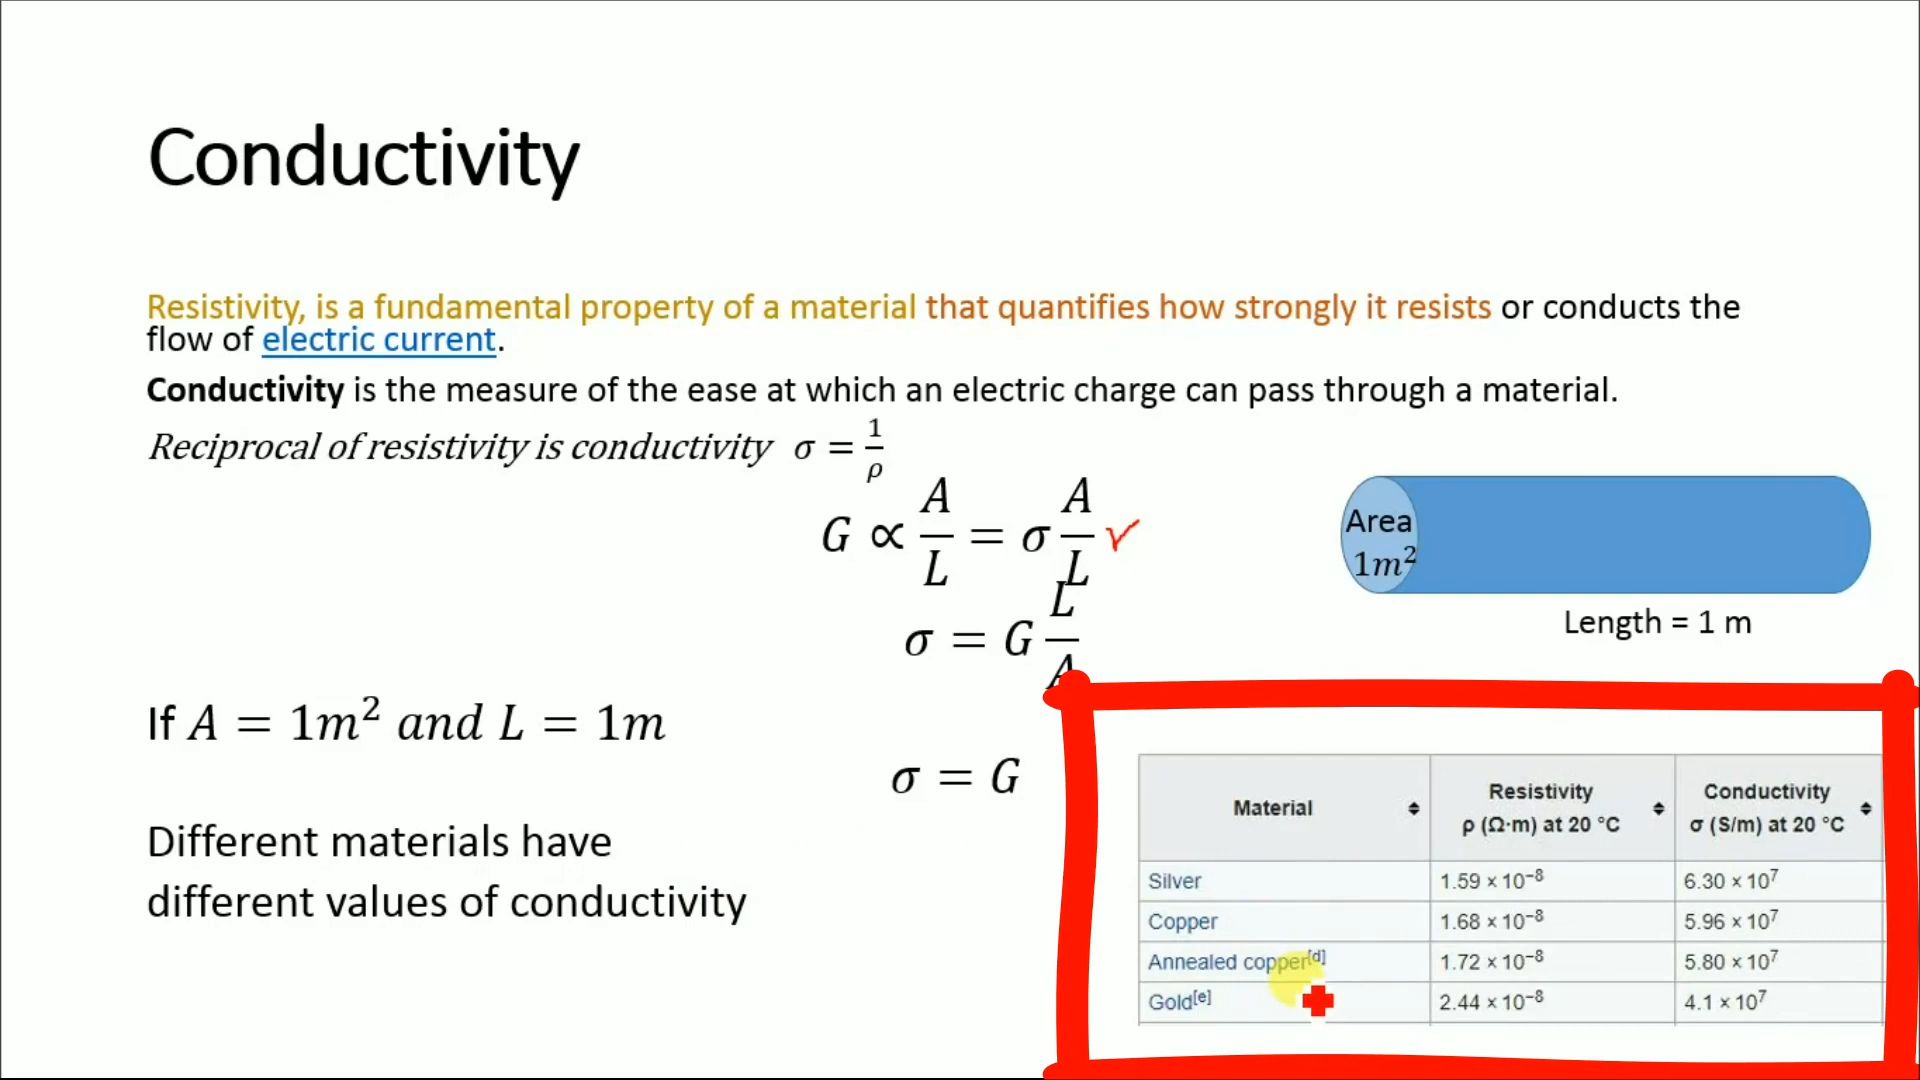 Conductivity
Resistivity, is a fundamental property of a material that quantifies how strongly it resists or conducts the
flow of electric current.
Conductivity is the measure of the ease at which an electric charge can pass through a material.
Reciprocal of resistivity is conductivity σ = 1/ρ
G ∝ A/L = σ A/L ✓
σ = G L/A
If A = 1m² and L = 1m
σ = G
Different materials have
different values of conductivity
Area
1m²
Length = 1 m
Material Resistivity ρ (Ω·m) at 20 °C Conductivity σ (S/m) at 20 °C
Silver 1.59 × 10⁻⁸ 6.30 × 10⁷
Copper 1.68 × 10⁻⁸ 5.96 × 10⁷
Annealed copper[d] 1.72 × 10⁻⁸ 5.80 × 10⁷
Gold[e] 2.44 × 10⁻⁸ 4.1 × 10⁷